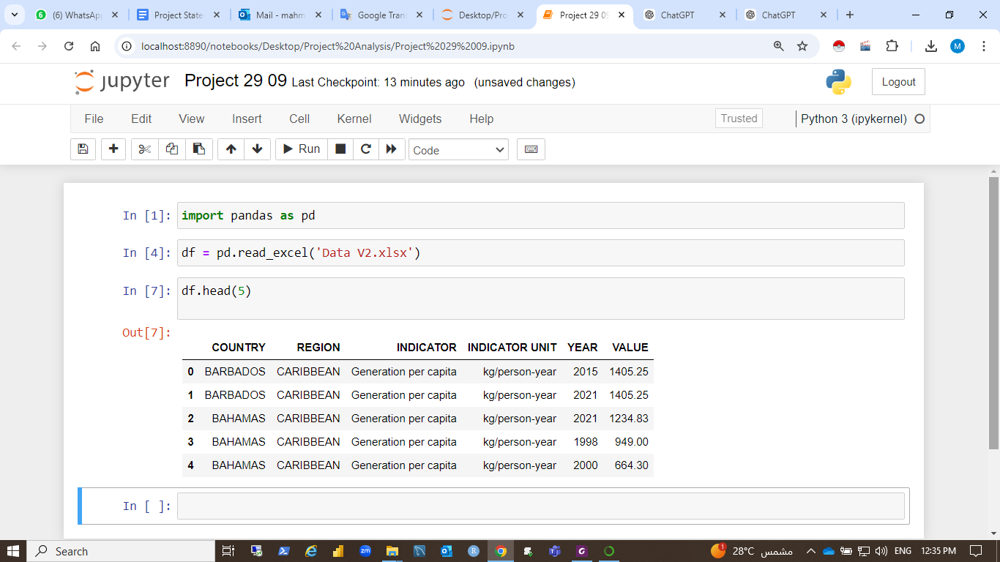 (6) WhatsAp
Project State
Mail - mahm
Google Tran
Desktop/Pro
Project 29 09
ChatGPT
ChatGPT
localhost:8890/notebooks/Desktop/Project%20Analysis/Project%2029%2009.ipynb
M
jupyter Project 29 09 Last Checkpoint: 13 minutes ago (unsaved changes)
Logout
File Edit View Insert Cell Kernel Widgets Help
Trusted
Python 3 (ipykernel)
Run
Code
In [1]: import pandas as pd
In [4]: df = pd.read_excel('Data V2.xlsx')
In [7]: df.head(5)
Out[7]:
COUNTRY REGION INDICATOR INDICATOR UNIT YEAR VALUE
0 BARBADOS CARIBBEAN Generation per capita kg/person-year 2015 1405.25
1 BARBADOS CARIBBEAN Generation per capita kg/person-year 2021 1405.25
2 BAHAMAS CARIBBEAN Generation per capita kg/person-year 2021 1234.83
3 BAHAMAS CARIBBEAN Generation per capita kg/person-year 1998 949.00
4 BAHAMAS CARIBBEAN Generation per capita kg/person-year 2000 664.30
In [ ]:
Search
zm
R
G
1
28°C مشمس
ENG
12:35 PM